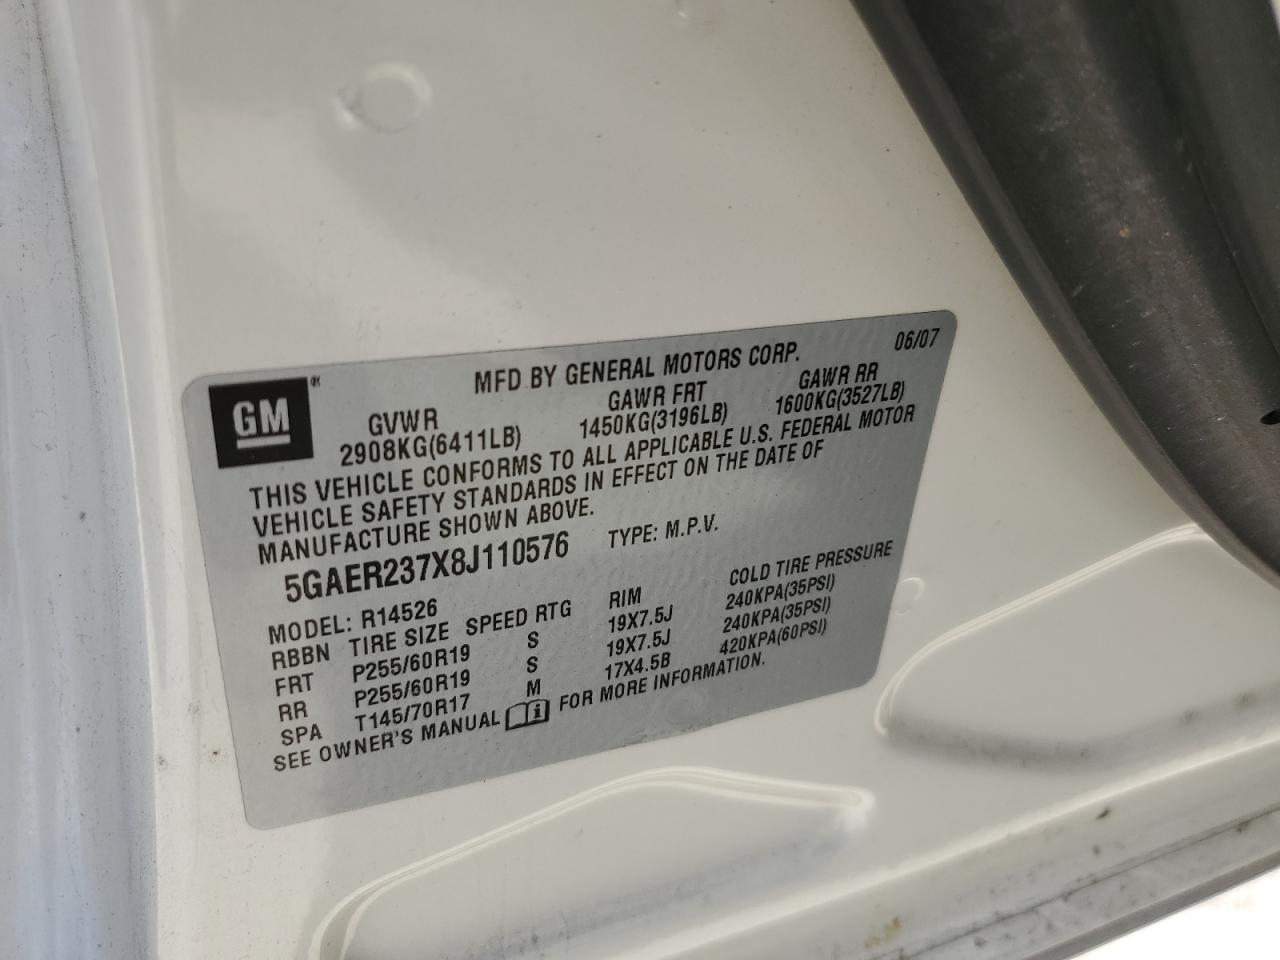 GM®
MFD BY GENERAL MOTORS CORP. 06/07
GVWR GAWR FRT GAWR RR
2908KG(6411LB) 1450KG(3196LB) 1600KG(3527LB)
THIS VEHICLE CONFORMS TO ALL APPLICABLE U.S. FEDERAL MOTOR
VEHICLE SAFETY STANDARDS IN EFFECT ON THE DATE OF
MANUFACTURE SHOWN ABOVE.
5GAER237X8J110576 TYPE: M.P.V.
MODEL: R14526
RBBN TIRE SIZE SPEED RTG RIM COLD TIRE PRESSURE
FRT P255/60R19 S 19X7.5J 240KPA(35PSI)
RR P255/60R19 S 19X7.5J 240KPA(35PSI)
SPA T145/70R17 M 17X4.5B 420KPA(60PSI)
SEE OWNER'S MANUAL i FOR MORE INFORMATION.